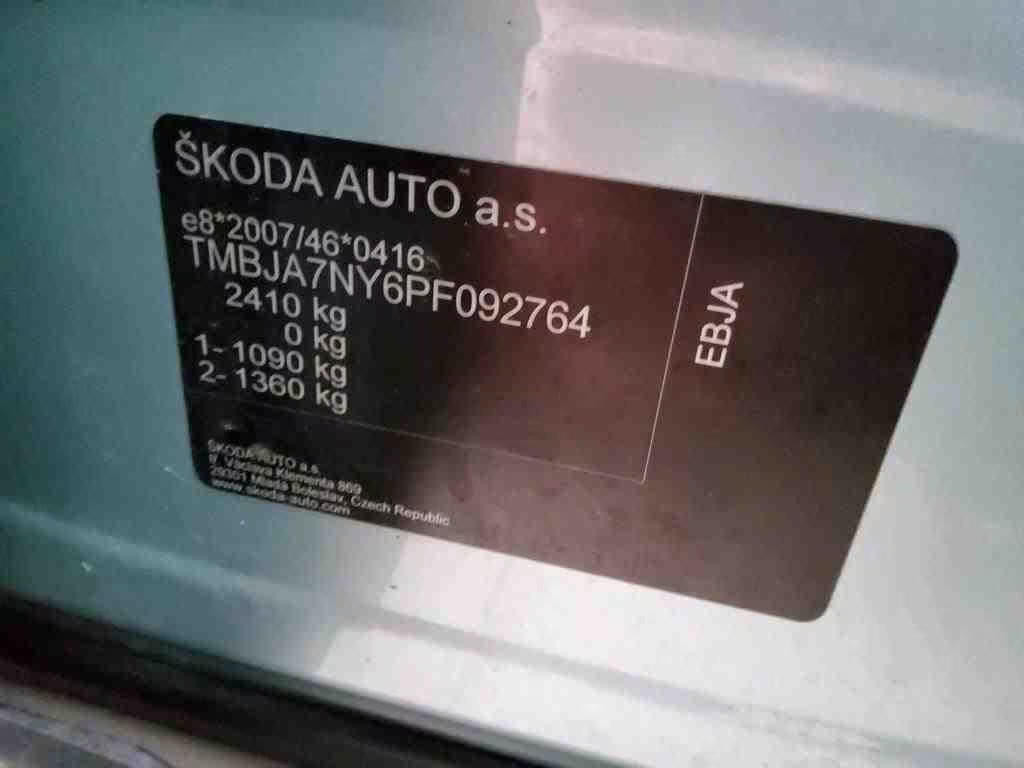 ŠKODA AUTO a.s.
e8*2007/46*0416
TMBJA7NY6PF092764
2410 kg
0 kg
1- 1090 kg
2- 1360 kg
EBJA
ŠKODA AUTO a.s.
tř. Václava Klementa 869
29301 Mladá Boleslav, Czech Republic
www.skoda-auto.com